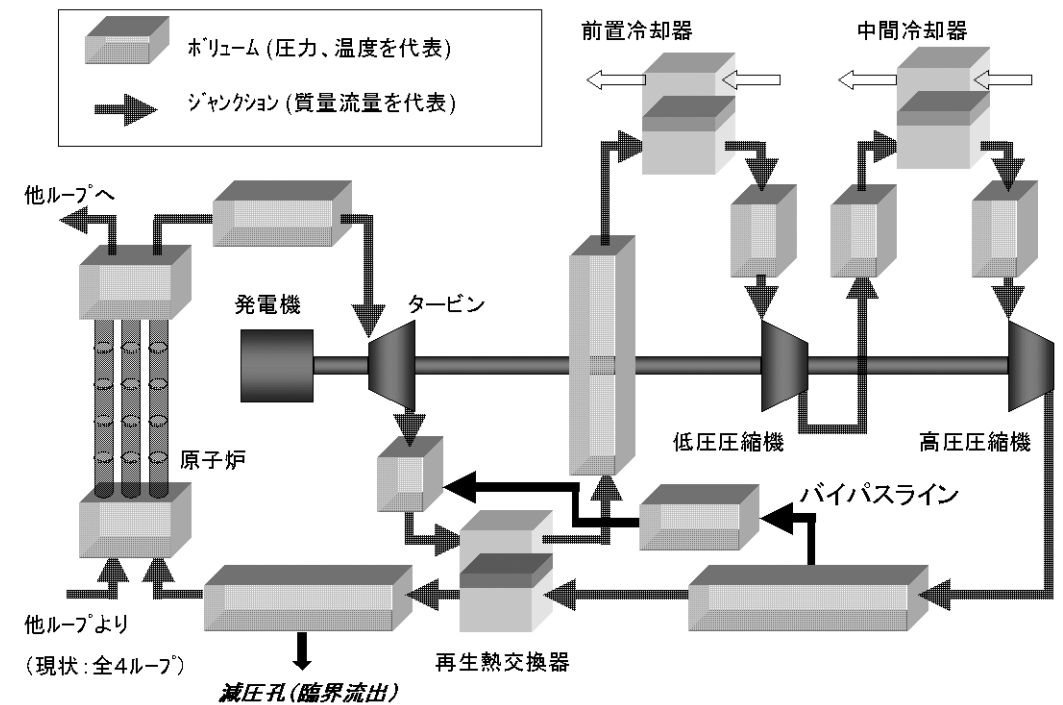 ﾎﾞﾘｭｰﾑ (圧力、温度を代表)
ｼﾞｬﾝｸｼｮﾝ (質量流量を代表)
前置冷却器
中間冷却器
他ﾙｰﾌﾟへ
発電機
タービン
原子炉
低圧圧縮機
高圧圧縮機
バイパスライン
他ﾙｰﾌﾟより
（現状：全４ﾙｰﾌﾟ）
再生熱交換器
減圧孔(臨界流出)